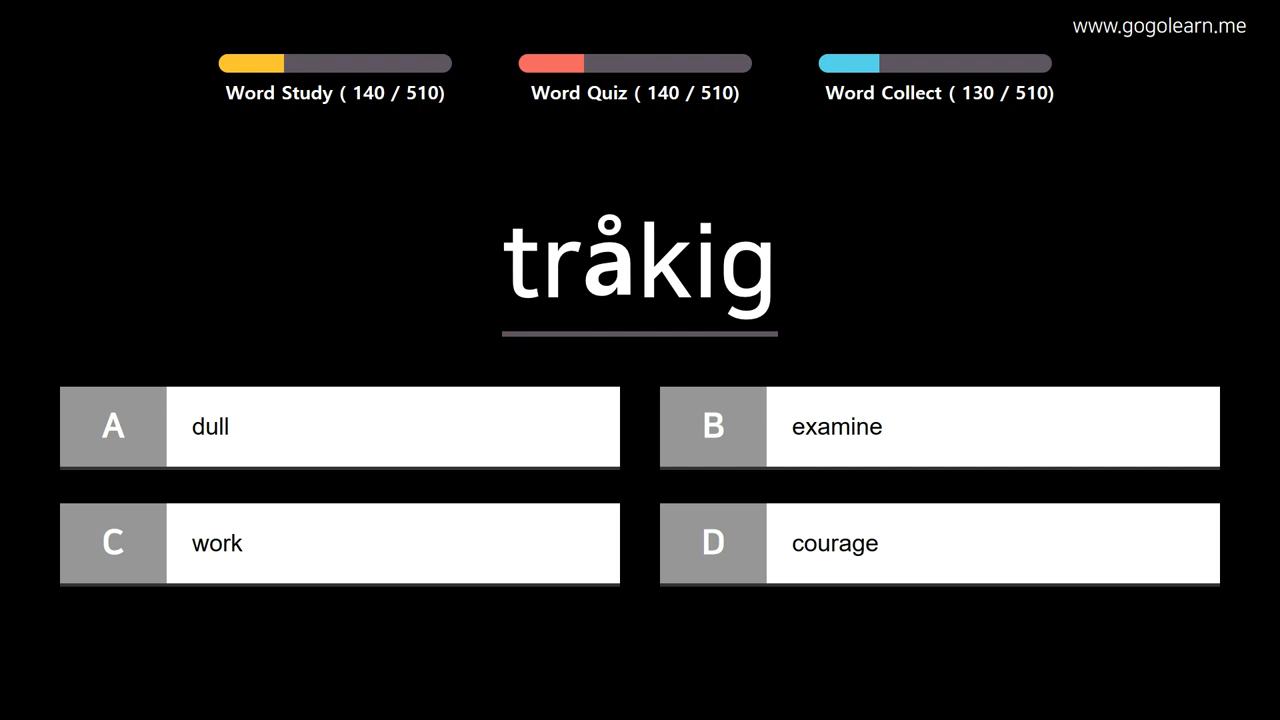 www.gogolearn.me
Word Study ( 140 / 510)
Word Quiz ( 140 / 510)
Word Collect ( 130 / 510)
tråkig
A dull
B examine
C work
D courage